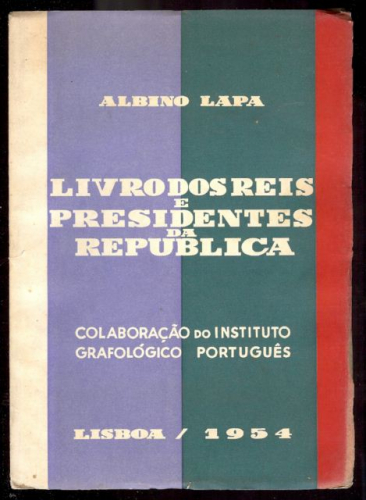 ALBINO LAPA
LIVRO DOS REIS
E
PRESIDENTES
DA
REPUBLICA
COLABORAÇÃO DO INSTITUTO
GRAFOLÓGICO PORTUGUÊS
LISBOA / 1954